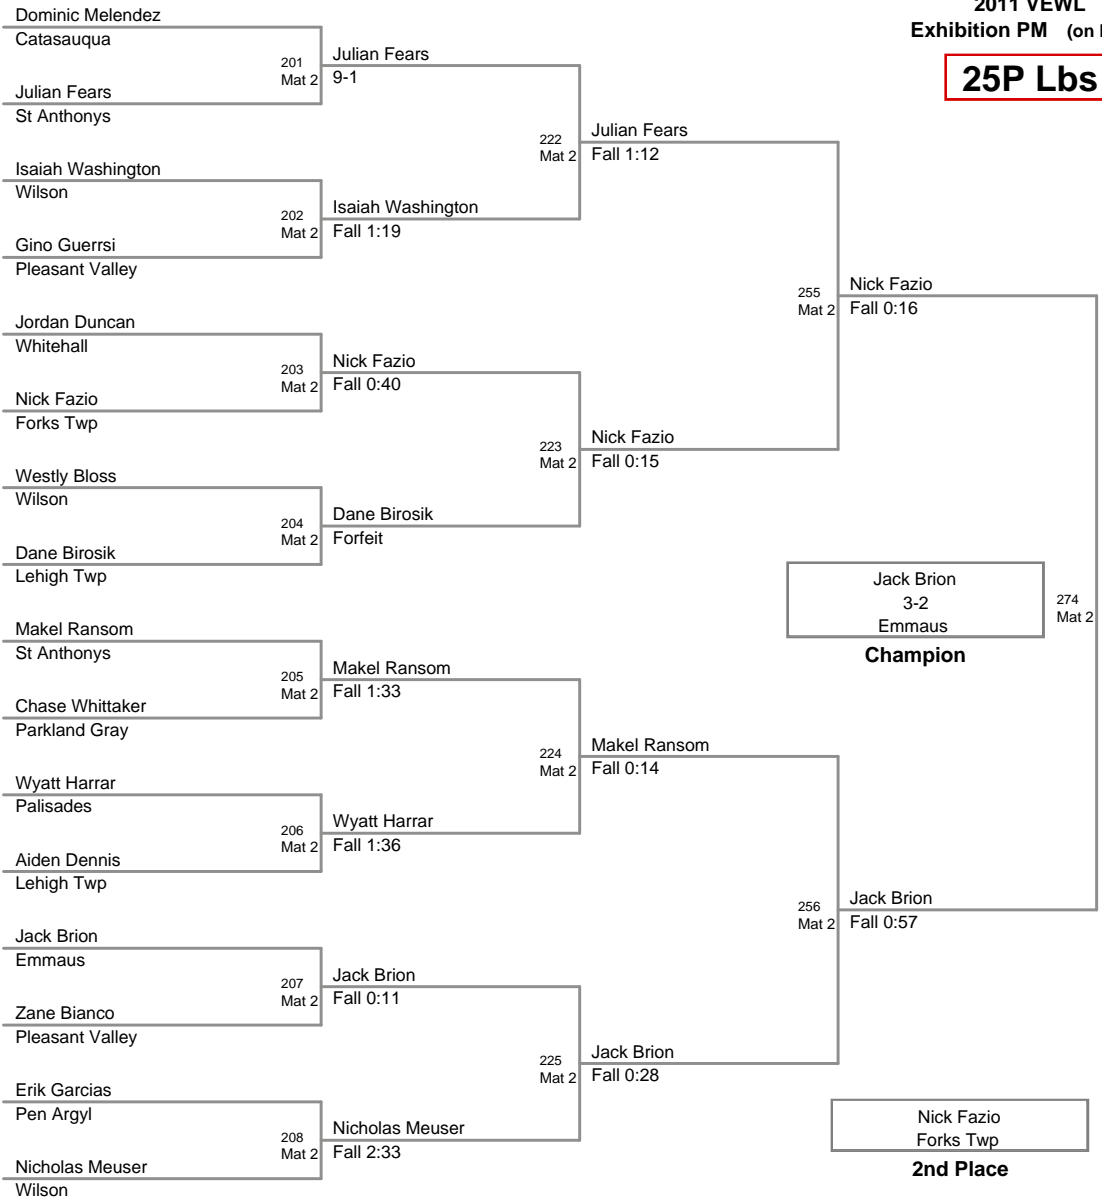 2011 VEWL
Exhibition PM (on
25P Lbs
Dominic Melendez
Catasauqua
201
Mat 2
Julian Fears
9-1
Julian Fears
St Anthonys
222
Mat 2
Julian Fears
Fall 1:12
Isaiah Washington
Wilson
202
Mat 2
Isaiah Washington
Fall 1:19
Gino Guerrsi
Pleasant Valley
255
Mat 2
Nick Fazio
Fall 0:16
Jordan Duncan
Whitehall
203
Mat 2
Nick Fazio
Fall 0:40
Nick Fazio
Forks Twp
223
Mat 2
Nick Fazio
Fall 0:15
Westly Bloss
Wilson
204
Mat 2
Dane Birosik
Forfeit
Dane Birosik
Lehigh Twp
Jack Brion
3-2
Emmaus
Champion
274
Mat 2
Makel Ransom
St Anthonys
205
Mat 2
Makel Ransom
Fall 1:33
Chase Whittaker
Parkland Gray
224
Mat 2
Makel Ransom
Fall 0:14
Wyatt Harrar
Palisades
206
Mat 2
Wyatt Harrar
Fall 1:36
Aiden Dennis
Lehigh Twp
256
Mat 2
Jack Brion
Fall 0:57
Jack Brion
Emmaus
207
Mat 2
Jack Brion
Fall 0:11
Zane Bianco
Pleasant Valley
225
Mat 2
Jack Brion
Fall 0:28
Erik Garcias
Pen Argyl
208
Mat 2
Nicholas Meuser
Fall 2:33
Nicholas Meuser
Wilson
Nick Fazio
Forks Twp
2nd Place